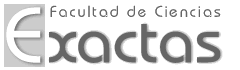 Facultad de Ciencias
Exactas